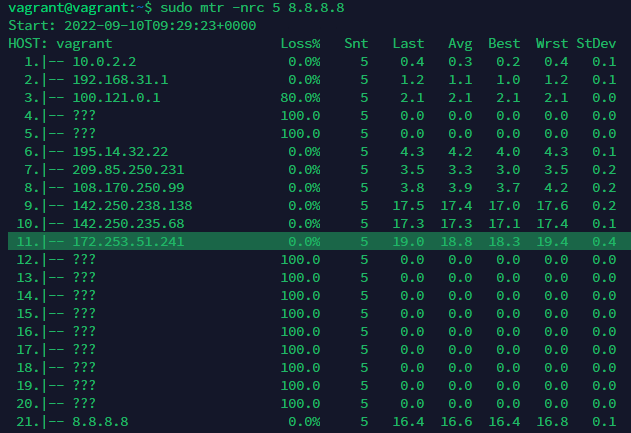 vagrant@vagrant:~$ sudo mtr -nrc 5 8.8.8.8
Start: 2022-09-10T09:29:23+0000
HOST: vagrant                     Loss%   Snt   Last   Avg  Best  Wrst StDev
  1.|-- 10.0.2.2                   0.0%     5    0.4   0.3   0.2   0.4   0.1
  2.|-- 192.168.31.1               0.0%     5    1.2   1.1   1.0   1.2   0.1
  3.|-- 100.121.0.1               80.0%     5    2.1   2.1   2.1   2.1   0.0
  4.|-- ???                       100.0     5    0.0   0.0   0.0   0.0   0.0
  5.|-- ???                       100.0     5    0.0   0.0   0.0   0.0   0.0
  6.|-- 195.14.32.22               0.0%     5    4.3   4.2   4.0   4.3   0.1
  7.|-- 209.85.250.231             0.0%     5    3.5   3.3   3.0   3.5   0.2
  8.|-- 108.170.250.99             0.0%     5    3.8   3.9   3.7   4.2   0.2
  9.|-- 142.250.238.138            0.0%     5   17.5  17.4  17.0  17.6   0.2
 10.|-- 142.250.235.68             0.0%     5   17.3  17.3  17.1  17.4   0.1
 11.|-- 172.253.51.241             0.0%     5   19.0  18.8  18.3  19.4   0.4
 12.|-- ???                       100.0     5    0.0   0.0   0.0   0.0   0.0
 13.|-- ???                       100.0     5    0.0   0.0   0.0   0.0   0.0
 14.|-- ???                       100.0     5    0.0   0.0   0.0   0.0   0.0
 15.|-- ???                       100.0     5    0.0   0.0   0.0   0.0   0.0
 16.|-- ???                       100.0     5    0.0   0.0   0.0   0.0   0.0
 17.|-- ???                       100.0     5    0.0   0.0   0.0   0.0   0.0
 18.|-- ???                       100.0     5    0.0   0.0   0.0   0.0   0.0
 19.|-- ???                       100.0     5    0.0   0.0   0.0   0.0   0.0
 20.|-- ???                       100.0     5    0.0   0.0   0.0   0.0   0.0
 21.|-- 8.8.8.8                    0.0%     5   16.4  16.6  16.4  16.8   0.1